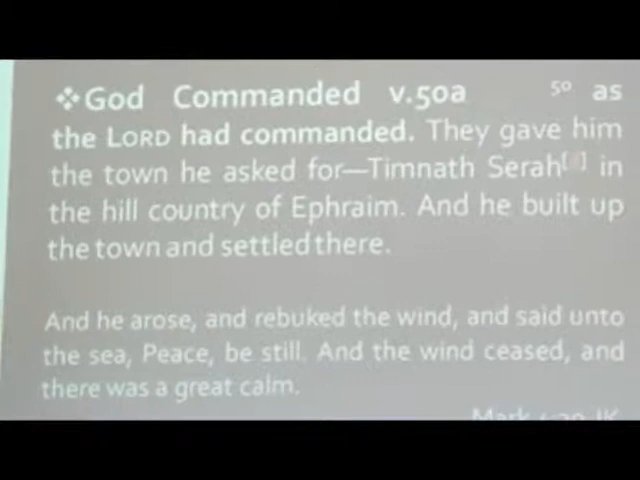 ❖God Commanded v.50a 50 as
the LORD had commanded. They gave him
the town he asked for—Timnath Serah[ ] in
the hill country of Ephraim. And he built up
the town and settled there.
And he arose, and rebuked the wind, and said unto
the sea, Peace, be still. And the wind ceased, and
there was a great calm.
Mark